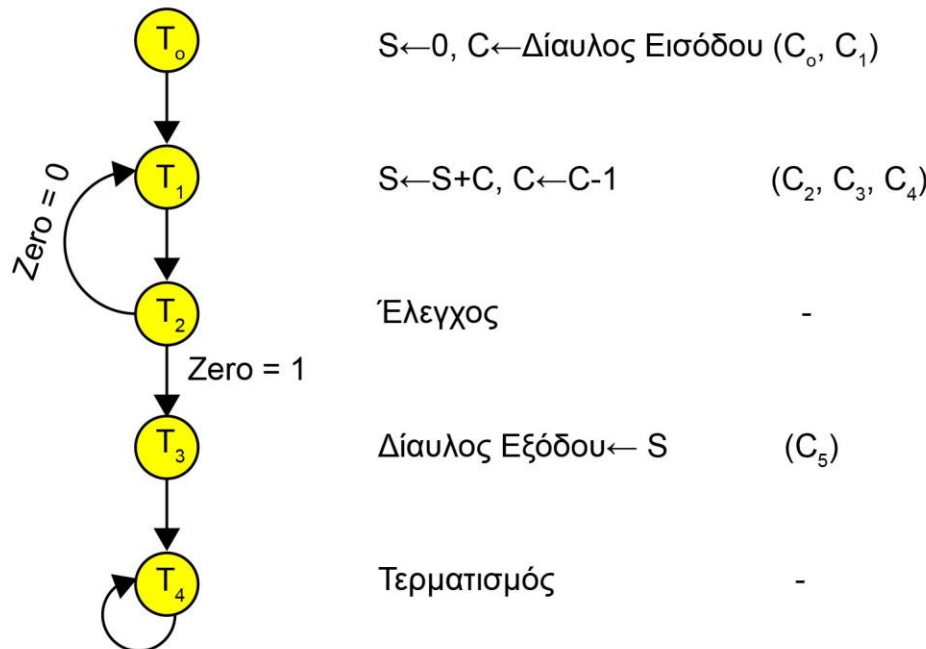 T₀ S←0, C←Δίαυλος Εισόδου (C₀, C₁)
T₁ S←S+C, C←C-1 (C₂, C₃, C₄)
Zero = 0
T₂ Έλεγχος -
Zero = 1
T₃ Δίαυλος Εξόδου← S (C₅)
T₄ Τερματισμός -